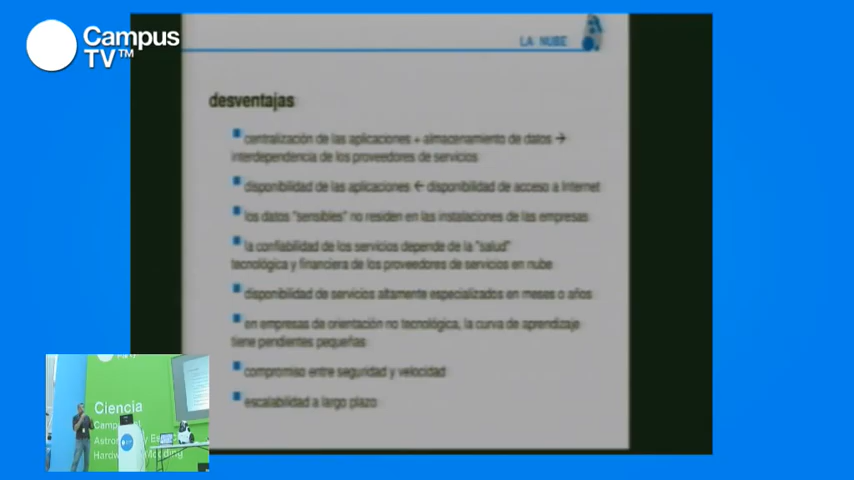 Campus
TV™
LA NUBE
desventajas
centralización de las aplicaciones + almacenamiento de datos →
interdependencia de los proveedores de servicios
disponibilidad de las aplicaciones ← disponibilidad de acceso a Internet
los datos "sensibles" no residen en las instalaciones de las empresas
la confiabilidad de los servicios depende de la "salud"
tecnológica y financiera de los proveedores de servicios en nube
disponibilidad de servicios altamente especializados en meses o años
en empresas de orientación no tecnológica, la curva de aprendizaje
tiene pendientes pequeñas
compromiso entre seguridad y velocidad
escalabilidad a largo plazo
Ciencia